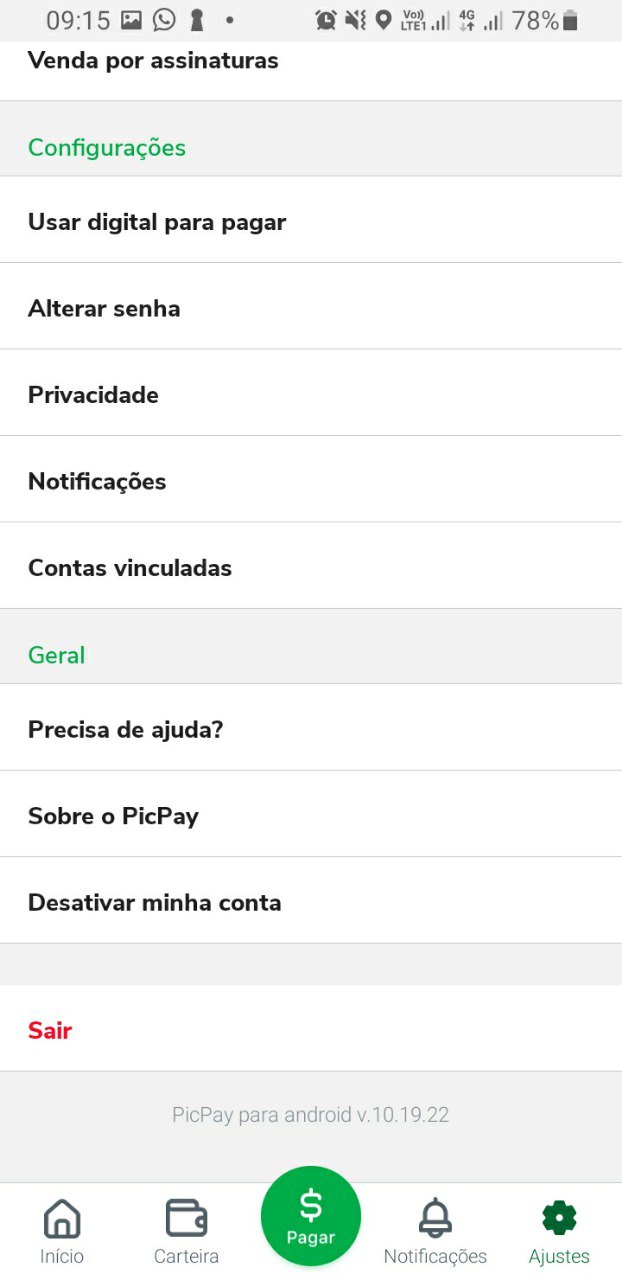 09:15 78%
Vo))
LTE1
4G
Venda por assinaturas
Configurações
Usar digital para pagar
Alterar senha
Privacidade
Notificações
Contas vinculadas
Geral
Precisa de ajuda?
Sobre o PicPay
Desativar minha conta
Sair
PicPay para android v.10.19.22
$
Pagar
Início Carteira Notificações Ajustes